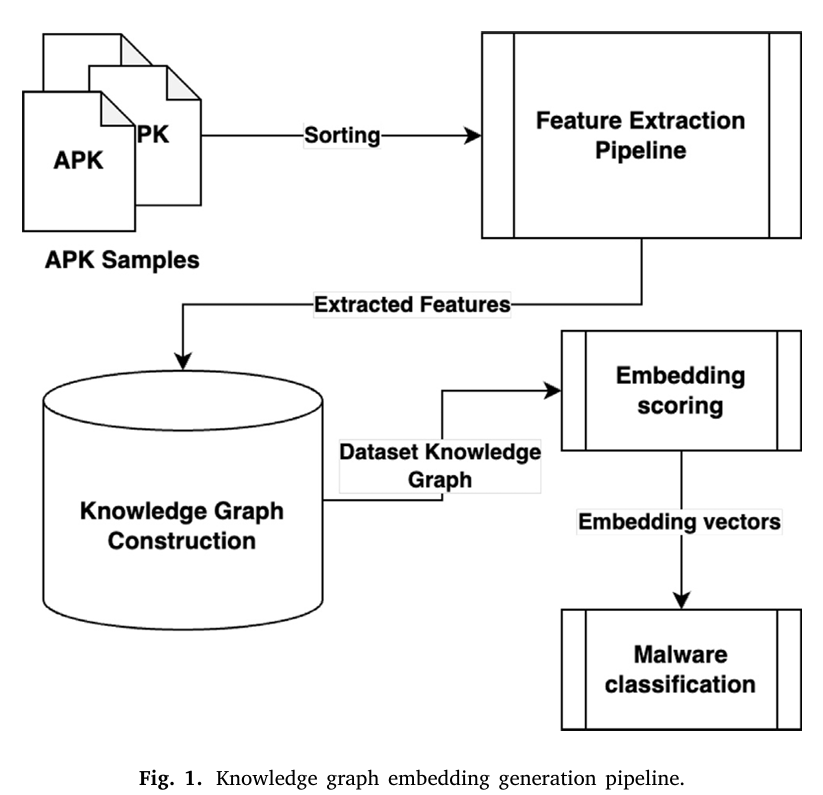 PK
APK
APK Samples
Sorting
Feature Extraction
Pipeline
Extracted Features
Knowledge Graph
Construction
Dataset Knowledge
Graph
Embedding
scoring
Embedding vectors
Malware
classification
Fig. 1. Knowledge graph embedding generation pipeline.